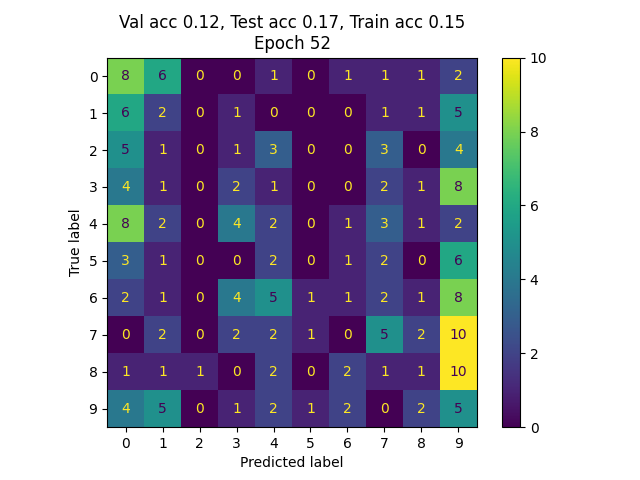 Val acc 0.12, Test acc 0.17, Train acc 0.15
Epoch 52
True label
0 8 6 0 0 1 0 1 1 1 2
1 6 2 0 1 0 0 0 1 1 5
2 5 1 0 1 3 0 0 3 0 4
3 4 1 0 2 1 0 0 2 1 8
4 8 2 0 4 2 0 1 3 1 2
5 3 1 0 0 2 0 1 2 0 6
6 2 1 0 4 5 1 1 2 1 8
7 0 2 0 2 2 1 0 5 2 10
8 1 1 1 0 2 0 2 1 1 10
9 4 5 0 1 2 1 2 0 2 5
0 1 2 3 4 5 6 7 8 9
Predicted label
10
8
6
4
2
0